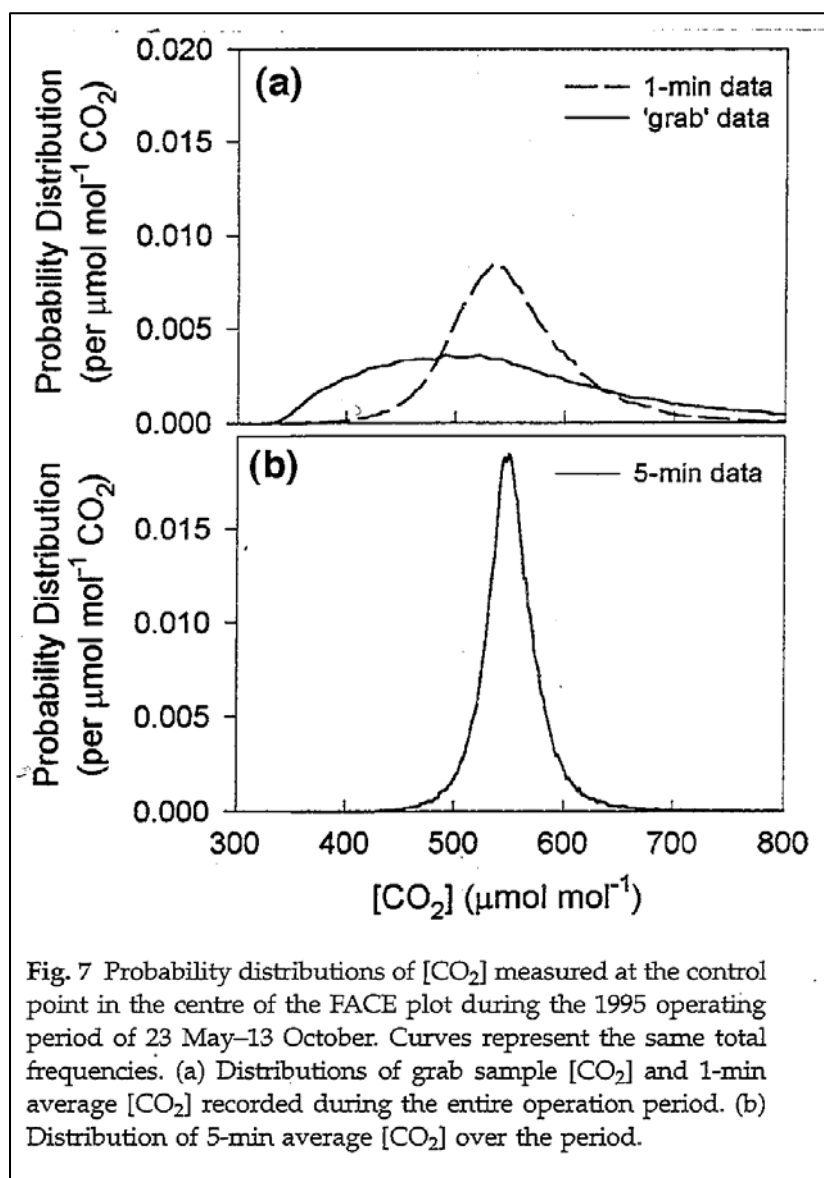 Probability Distribution
(per μmol mol⁻¹ CO₂)
0.020
0.015
0.010
0.005
0.000
(a)
1-min data
'grab' data
Probability Distribution
(per μmol mol⁻¹ CO₂)
0.015
0.010
0.005
0.000
(b)
5-min data
300 400 500 600 700 800
[CO₂] (μmol mol⁻¹)
Fig. 7 Probability distributions of [CO₂] measured at the control
point in the centre of the FACE plot during the 1995 operating
period of 23 May–13 October. Curves represent the same total
frequencies. (a) Distributions of grab sample [CO₂] and 1-min
average [CO₂] recorded during the entire operation period. (b)
Distribution of 5-min average [CO₂] over the period.